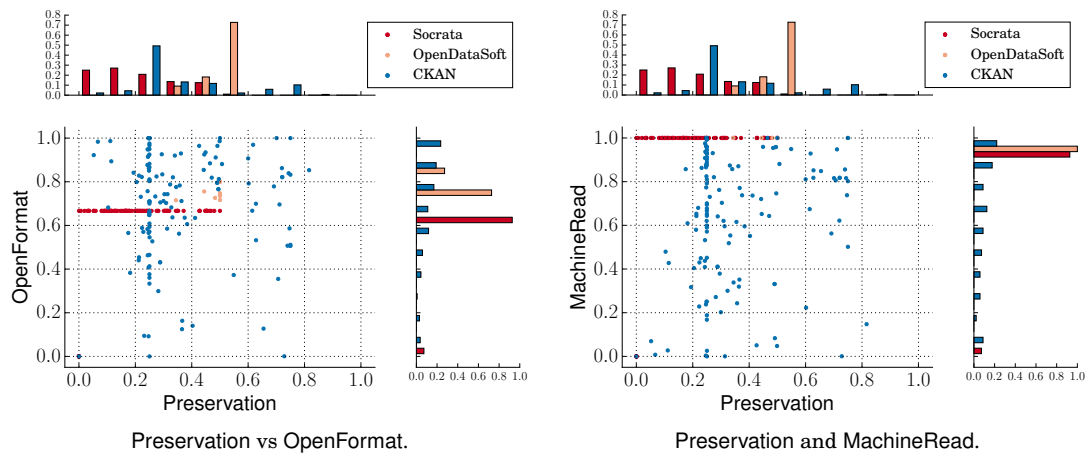 0.8
0.7
0.6
0.5
0.4
0.3
0.2
0.1
0.0
Socrata
OpenDataSoft
CKAN
OpenFormat
1.0
0.8
0.6
0.4
0.2
0.0
0.0 0.2 0.4 0.6 0.8 1.0
Preservation
0.0 0.2 0.4 0.6 0.8 1.0
Preservation vs OpenFormat.
0.8
0.7
0.6
0.5
0.4
0.3
0.2
0.1
0.0
Socrata
OpenDataSoft
CKAN
MachineRead
1.0
0.8
0.6
0.4
0.2
0.0
0.0 0.2 0.4 0.6 0.8 1.0
Preservation
0.0 0.2 0.4 0.6 0.8 1.0
Preservation and MachineRead.